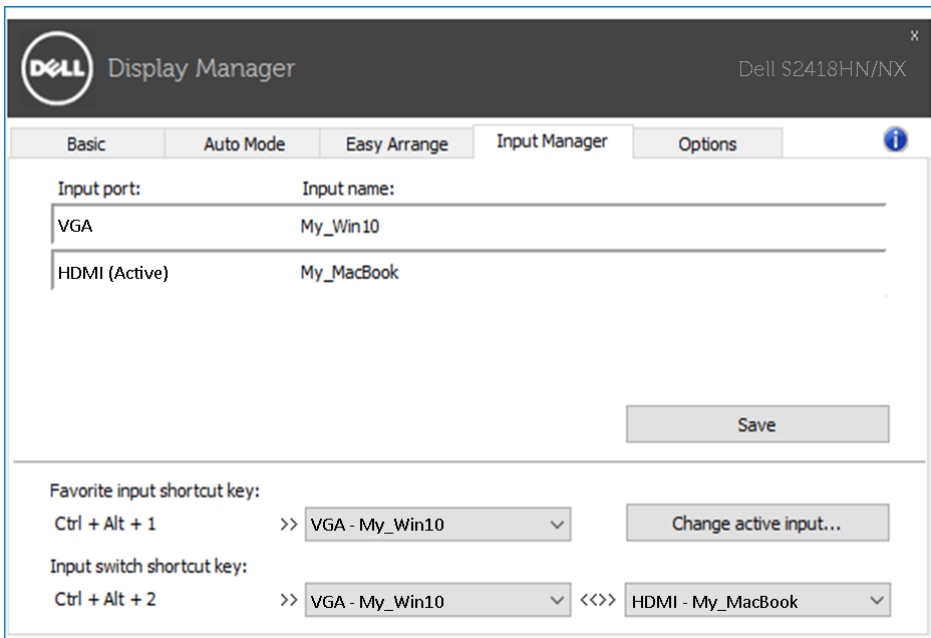 x
DELL Display Manager Dell S2418HN/NX
Basic Auto Mode Easy Arrange Input Manager Options i
Input port: Input name:
VGA My_Win10
HDMI (Active) My_MacBook
Save
Favorite input shortcut key:
Ctrl + Alt + 1 >> VGA - My_Win10 Change active input...
Input switch shortcut key:
Ctrl + Alt + 2 >> VGA - My_Win10 <<>> HDMI - My_MacBook